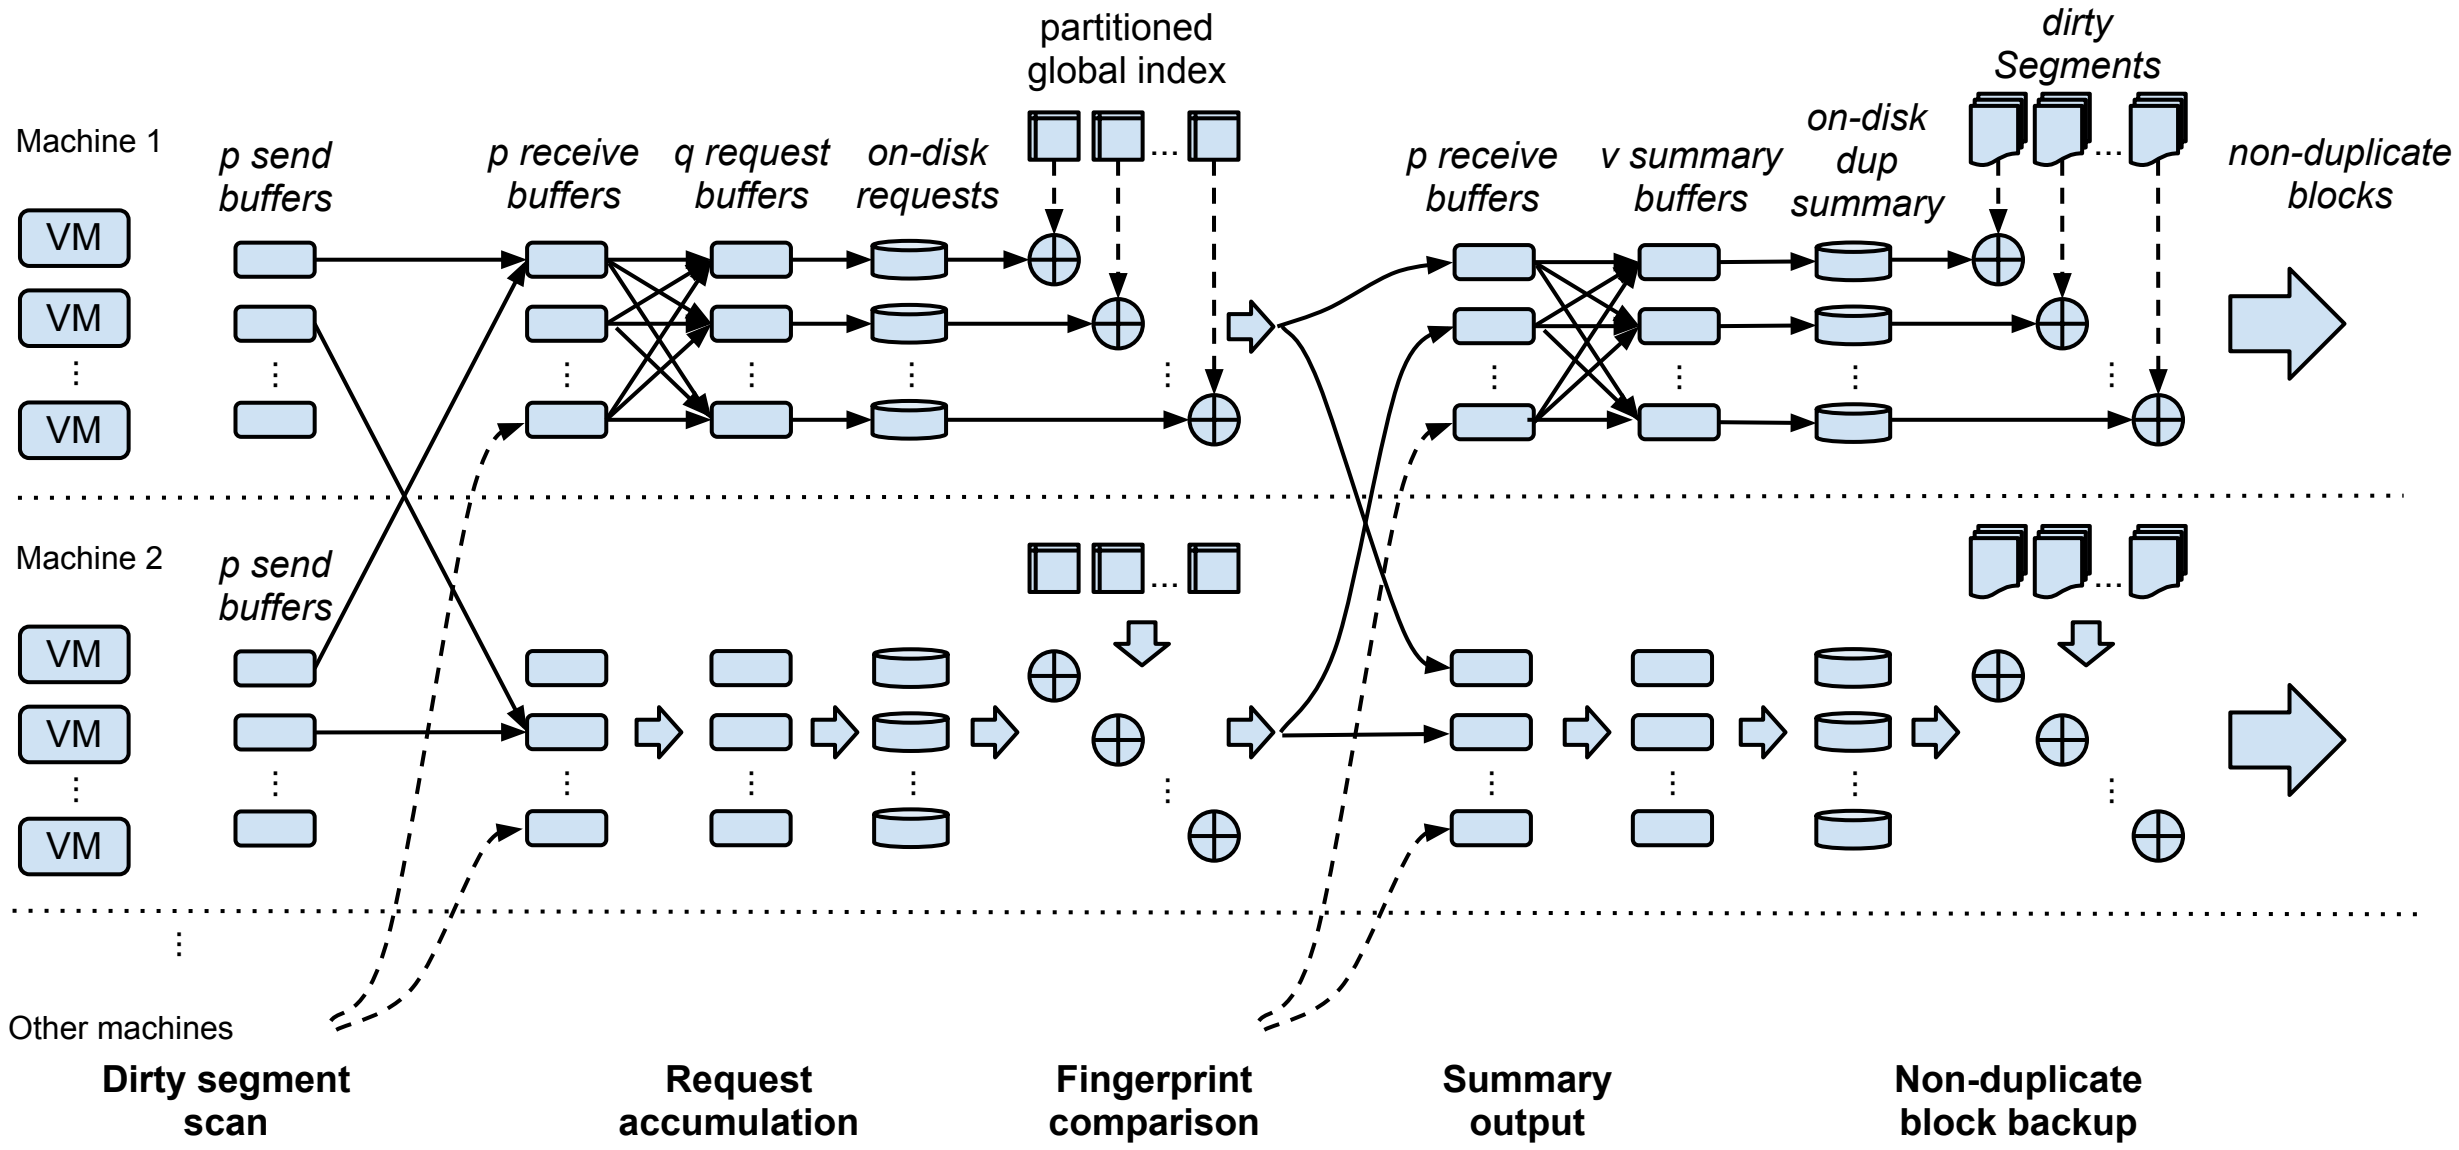 partitioned
global index
dirty
Segments
Machine 1
p send
buffers
p receive
buffers
q request
buffers
on-disk
requests
...
p receive
buffers
v summary
buffers
on-disk
dup
summary
...
non-duplicate
blocks
VM
VM
...
VM
Machine 2
p send
buffers
...
...
VM
VM
...
VM
...
Other machines
Dirty segment
scan
Request
accumulation
Fingerprint
comparison
Summary
output
Non-duplicate
block backup